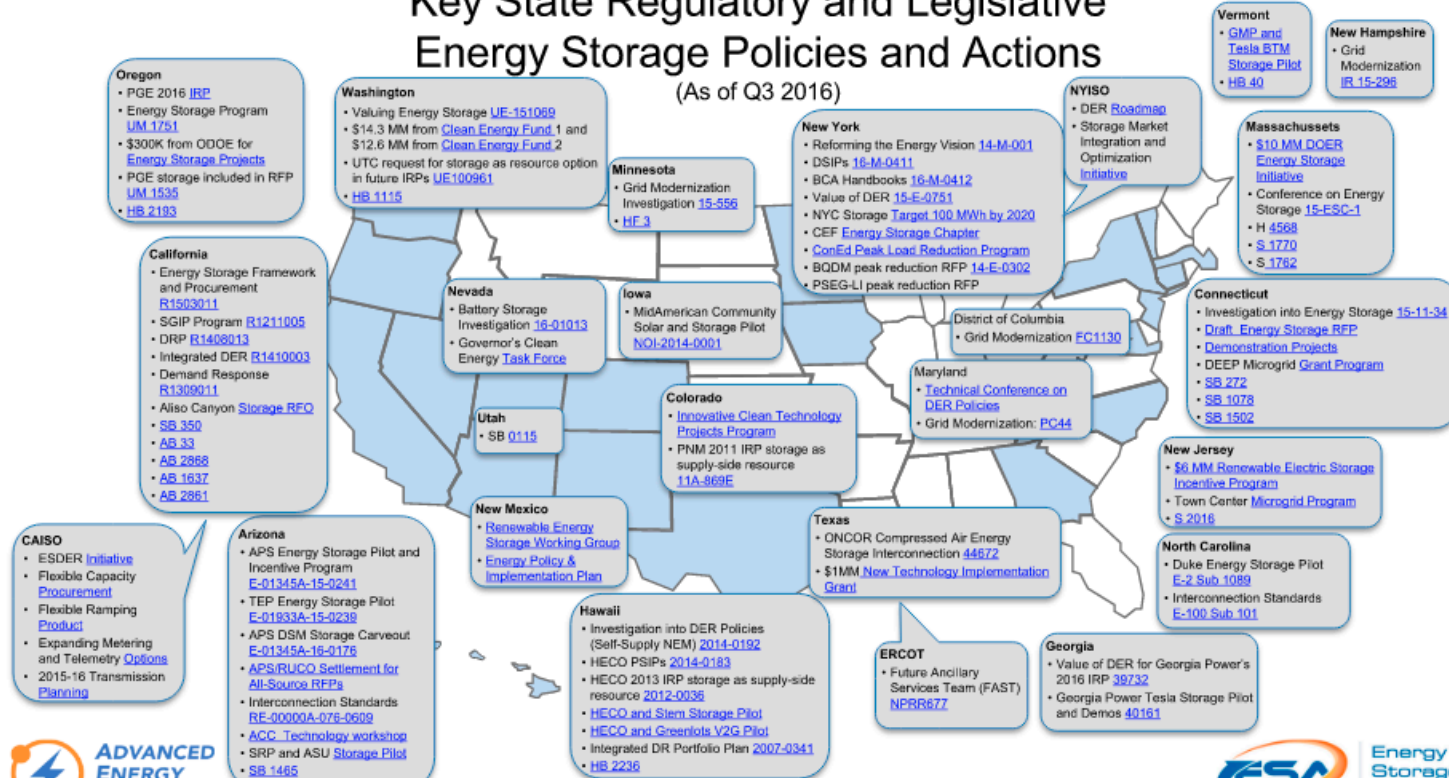 Key State Regulatory and Legislative
Energy Storage Policies and Actions
(As of Q3 2016)
Oregon
• PGE 2016 IRP
• Energy Storage Program
UM 1751
• $300K from ODOE for
Energy Storage Projects
• PGE storage included in RFP
UM 1535
• HB 2193
Washington
• Valuing Energy Storage UE-151069
• $14.3 MM from Clean Energy Fund 1 and
$12.6 MM from Clean Energy Fund 2
• UTC request for storage as resource option
in future IRPs UE100961
• HB 1115
Minnesota
• Grid Modernization
Investigation 15-556
• HF 3
New York
• Reforming the Energy Vision 14-M-001
• DSIPs 16-M-0411
• BCA Handbooks 16-M-0412
• Value of DER 15-E-0751
• NYC Storage Target 100 MWh by 2020
• CEF Energy Storage Chapter
• ConEd Peak Load Reduction Program
• BQDM peak reduction RFP 14-E-0302
• PSEG-LI peak reduction RFP
NYISO
• DER Roadmap
• Storage Market
Integration and
Optimization
Initiative
Vermont
• GMP and
Tesla BTM
Storage Pilot
• HB 40
New Hampshire
• Grid
Modernization
IR 15-296
Massachussets
• $10 MM DOER
Energy Storage
Initiative
• Conference on Energy
Storage 15-ESC-1
• H 4568
• S 1770
• S 1762
California
• Energy Storage Framework
and Procurement
R1503011
• SGIP Program R1211005
• DRP R1408013
• Integrated DER R1410003
• Demand Response
R1309011
• Aliso Canyon Storage RFO
• SB 350
• AB 33
• AB 2868
• AB 1637
• AB 2861
Nevada
• Battery Storage
Investigation 16-01013
• Governor's Clean
Energy Task Force
Iowa
• MidAmerican Community
Solar and Storage Pilot
NOI-2014-0001
District of Columbia
• Grid Modernization FC1130
Connecticut
• Investigation into Energy Storage 15-11-34
• Draft Energy Storage RFP
• Demonstration Projects
• DEEP Microgrid Grant Program
• SB 272
• SB 1078
• SB 1502
Utah
• SB 0115
Colorado
• Innovative Clean Technology
Projects Program
• PNM 2011 IRP storage as
supply-side resource
11A-869E
Maryland
• Technical Conference on
DER Policies
• Grid Modernization: PC44
New Jersey
• $6 MM Renewable Electric Storage
Incentive Program
• Town Center Microgrid Program
• S 2016
New Mexico
• Renewable Energy
Storage Working Group
• Energy Policy &
Implementation Plan
Texas
• ONCOR Compressed Air Energy
Storage Interconnection 44672
• $1MM New Technology Implementation
Grant
North Carolina
• Duke Energy Storage Pilot
E-2 Sub 1089
• Interconnection Standards
E-100 Sub 101
CAISO
• ESDER Initiative
• Flexible Capacity
Procurement
• Flexible Ramping
Product
• Expanding Metering
and Telemetry Options
• 2015-16 Transmission
Planning
Arizona
• APS Energy Storage Pilot and
Incentive Program
E-01345A-15-0241
• TEP Energy Storage Pilot
E-01933A-15-0239
• APS DSM Storage Carveout
E-01345A-16-0176
• APS/RUCO Settlement for
All-Source RFPs
• Interconnection Standards
RE-00000A-076-0609
• ACC Technology workshop
• SRP and ASU Storage Pilot
• SB 1465
Hawaii
• Investigation into DER Policies
(Self-Supply NEM) 2014-0192
• HECO PSIPs 2014-0183
• HECO 2013 IRP storage as supply-side
resource 2012-0036
• HECO and Stem Storage Pilot
• HECO and Greenlots V2G Pilot
• Integrated DR Portfolio Plan 2007-0341
• HB 2236
ERCOT
• Future Ancillary
Services Team (FAST)
NPRR677
Georgia
• Value of DER for Georgia Power's
2016 IRP 39732
• Georgia Power Tesla Storage Pilot
and Demos 40161
ADVANCED
ENERGY
ESA
Energy
Storage